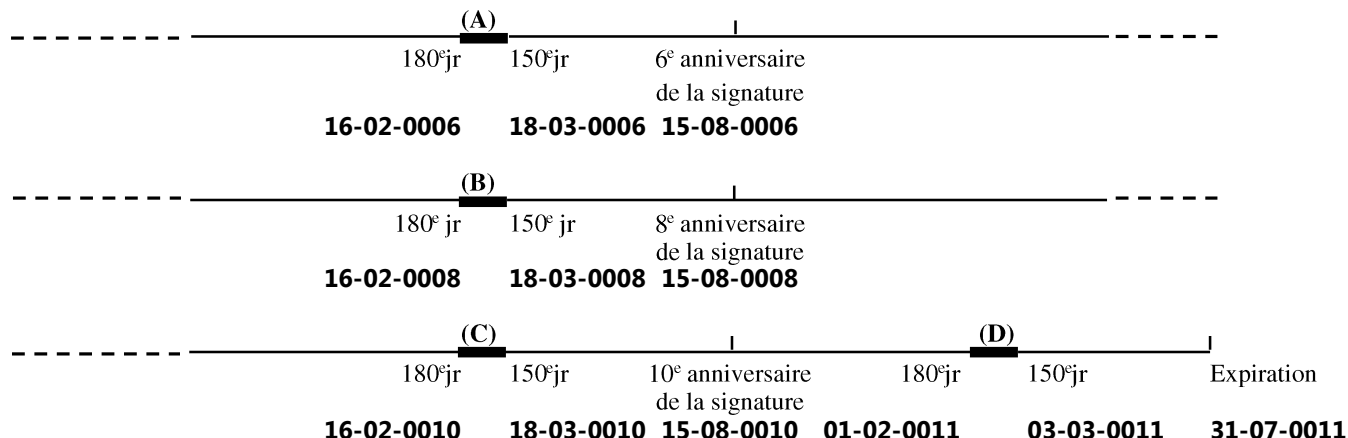 (A)
180ᵉjr 150ᵉjr 6ᵉ anniversaire
de la signature
16-02-0006 18-03-0006 15-08-0006
(B)
180ᵉ jr 150ᵉ jr 8ᵉ anniversaire
de la signature
16-02-0008 18-03-0008 15-08-0008
(C) (D)
180ᵉjr 150ᵉjr 10ᵉ anniversaire 180ᵉjr 150ᵉjr Expiration
de la signature
16-02-0010 18-03-0010 15-08-0010 01-02-0011 03-03-0011 31-07-0011